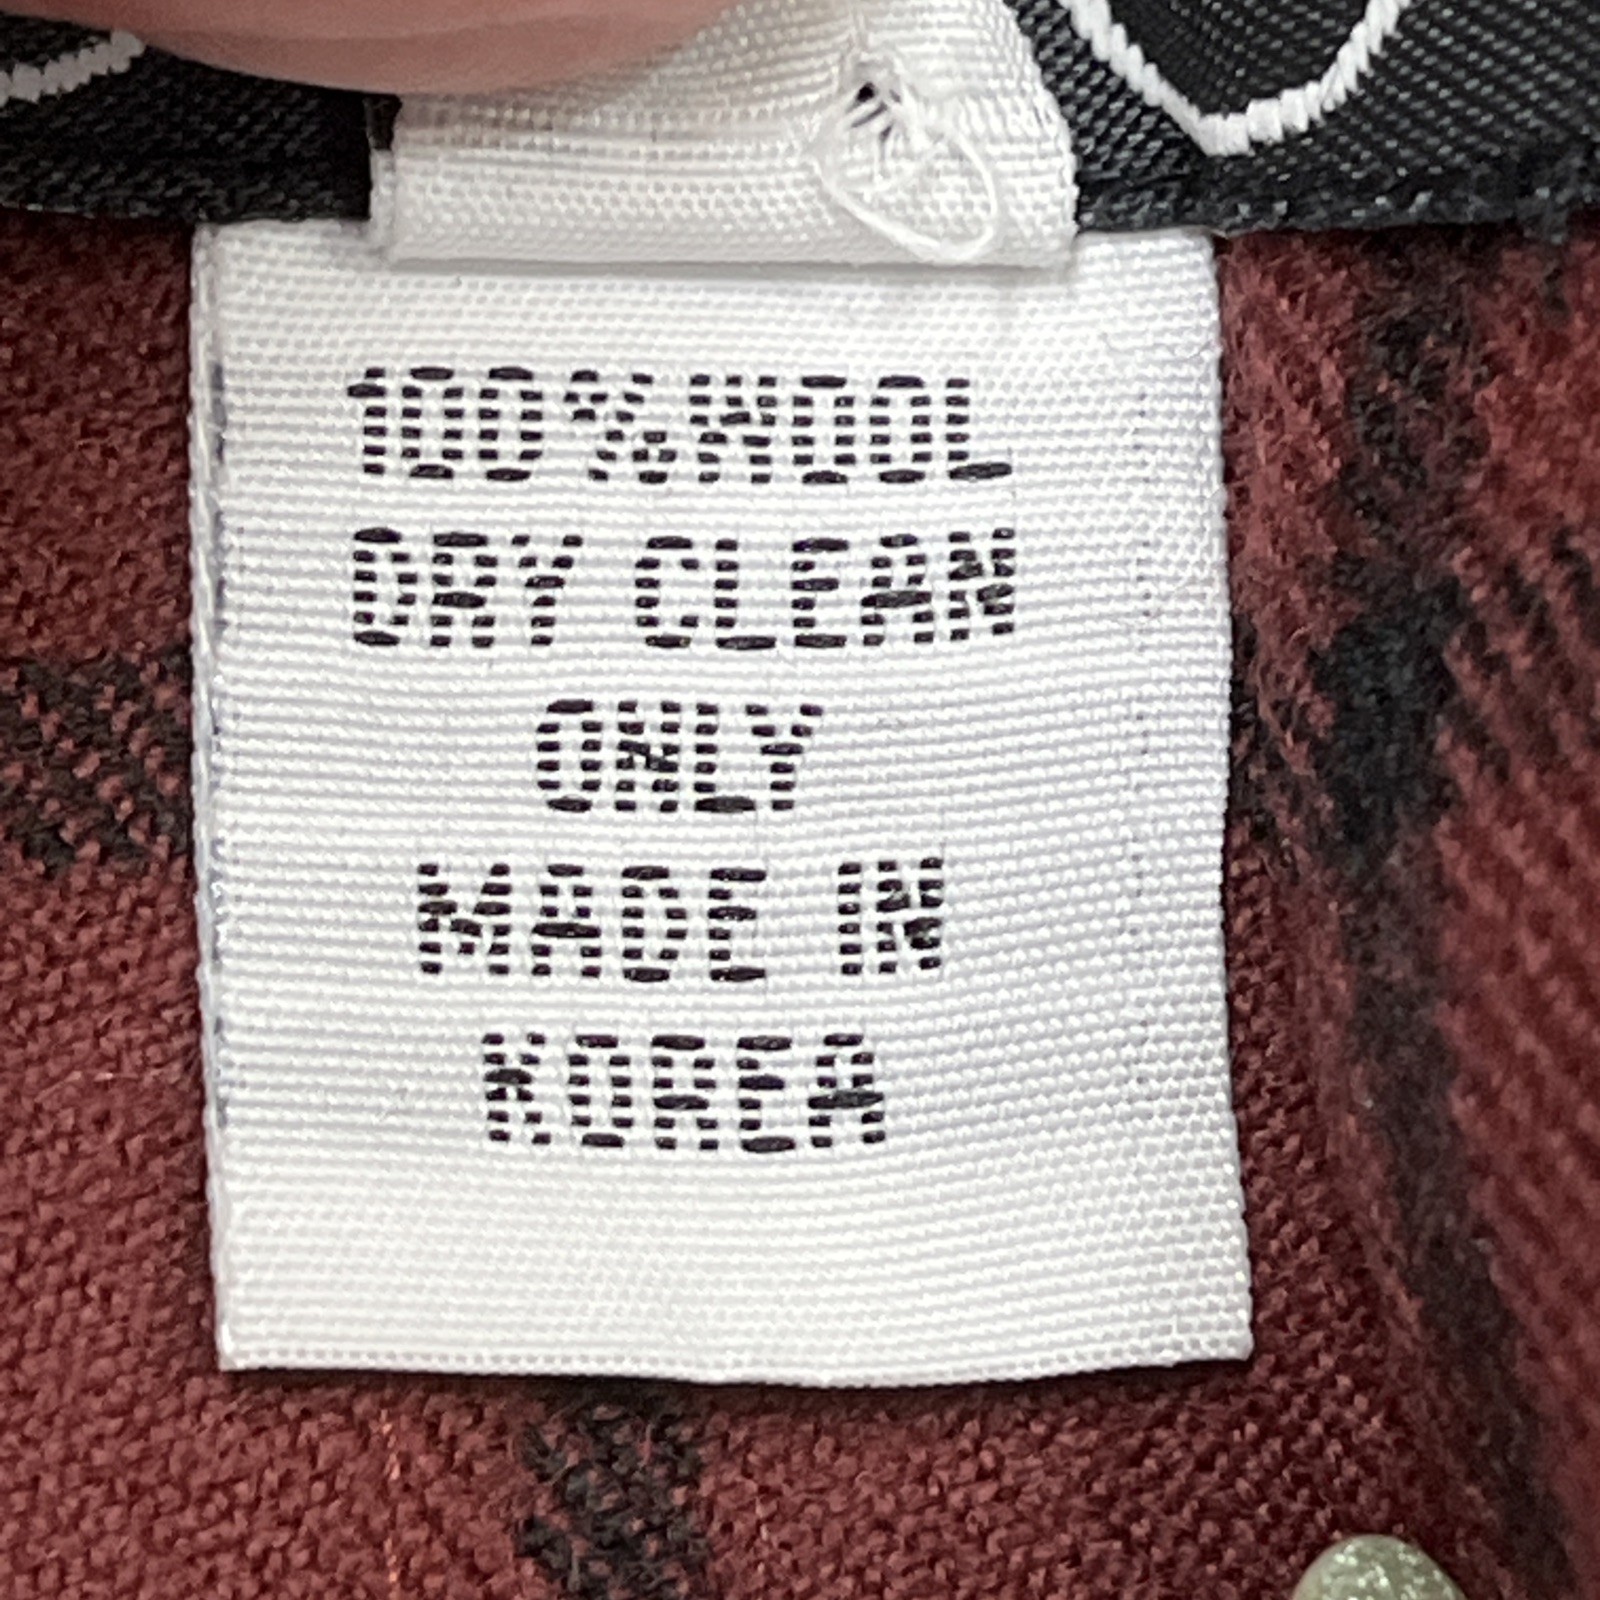 100%WOOL
DRY CLEAN
ONLY
MADE IN
KOREA